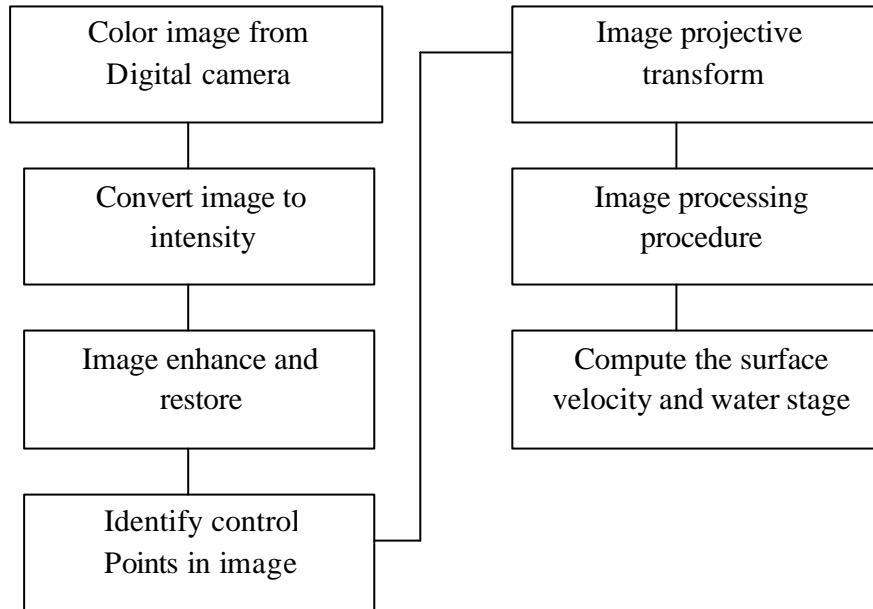 Color image from
Digital camera
Convert image to
intensity
Image enhance and
restore
Identify control
Points in image
Image projective
transform
Image processing
procedure
Compute the surface
velocity and water stage